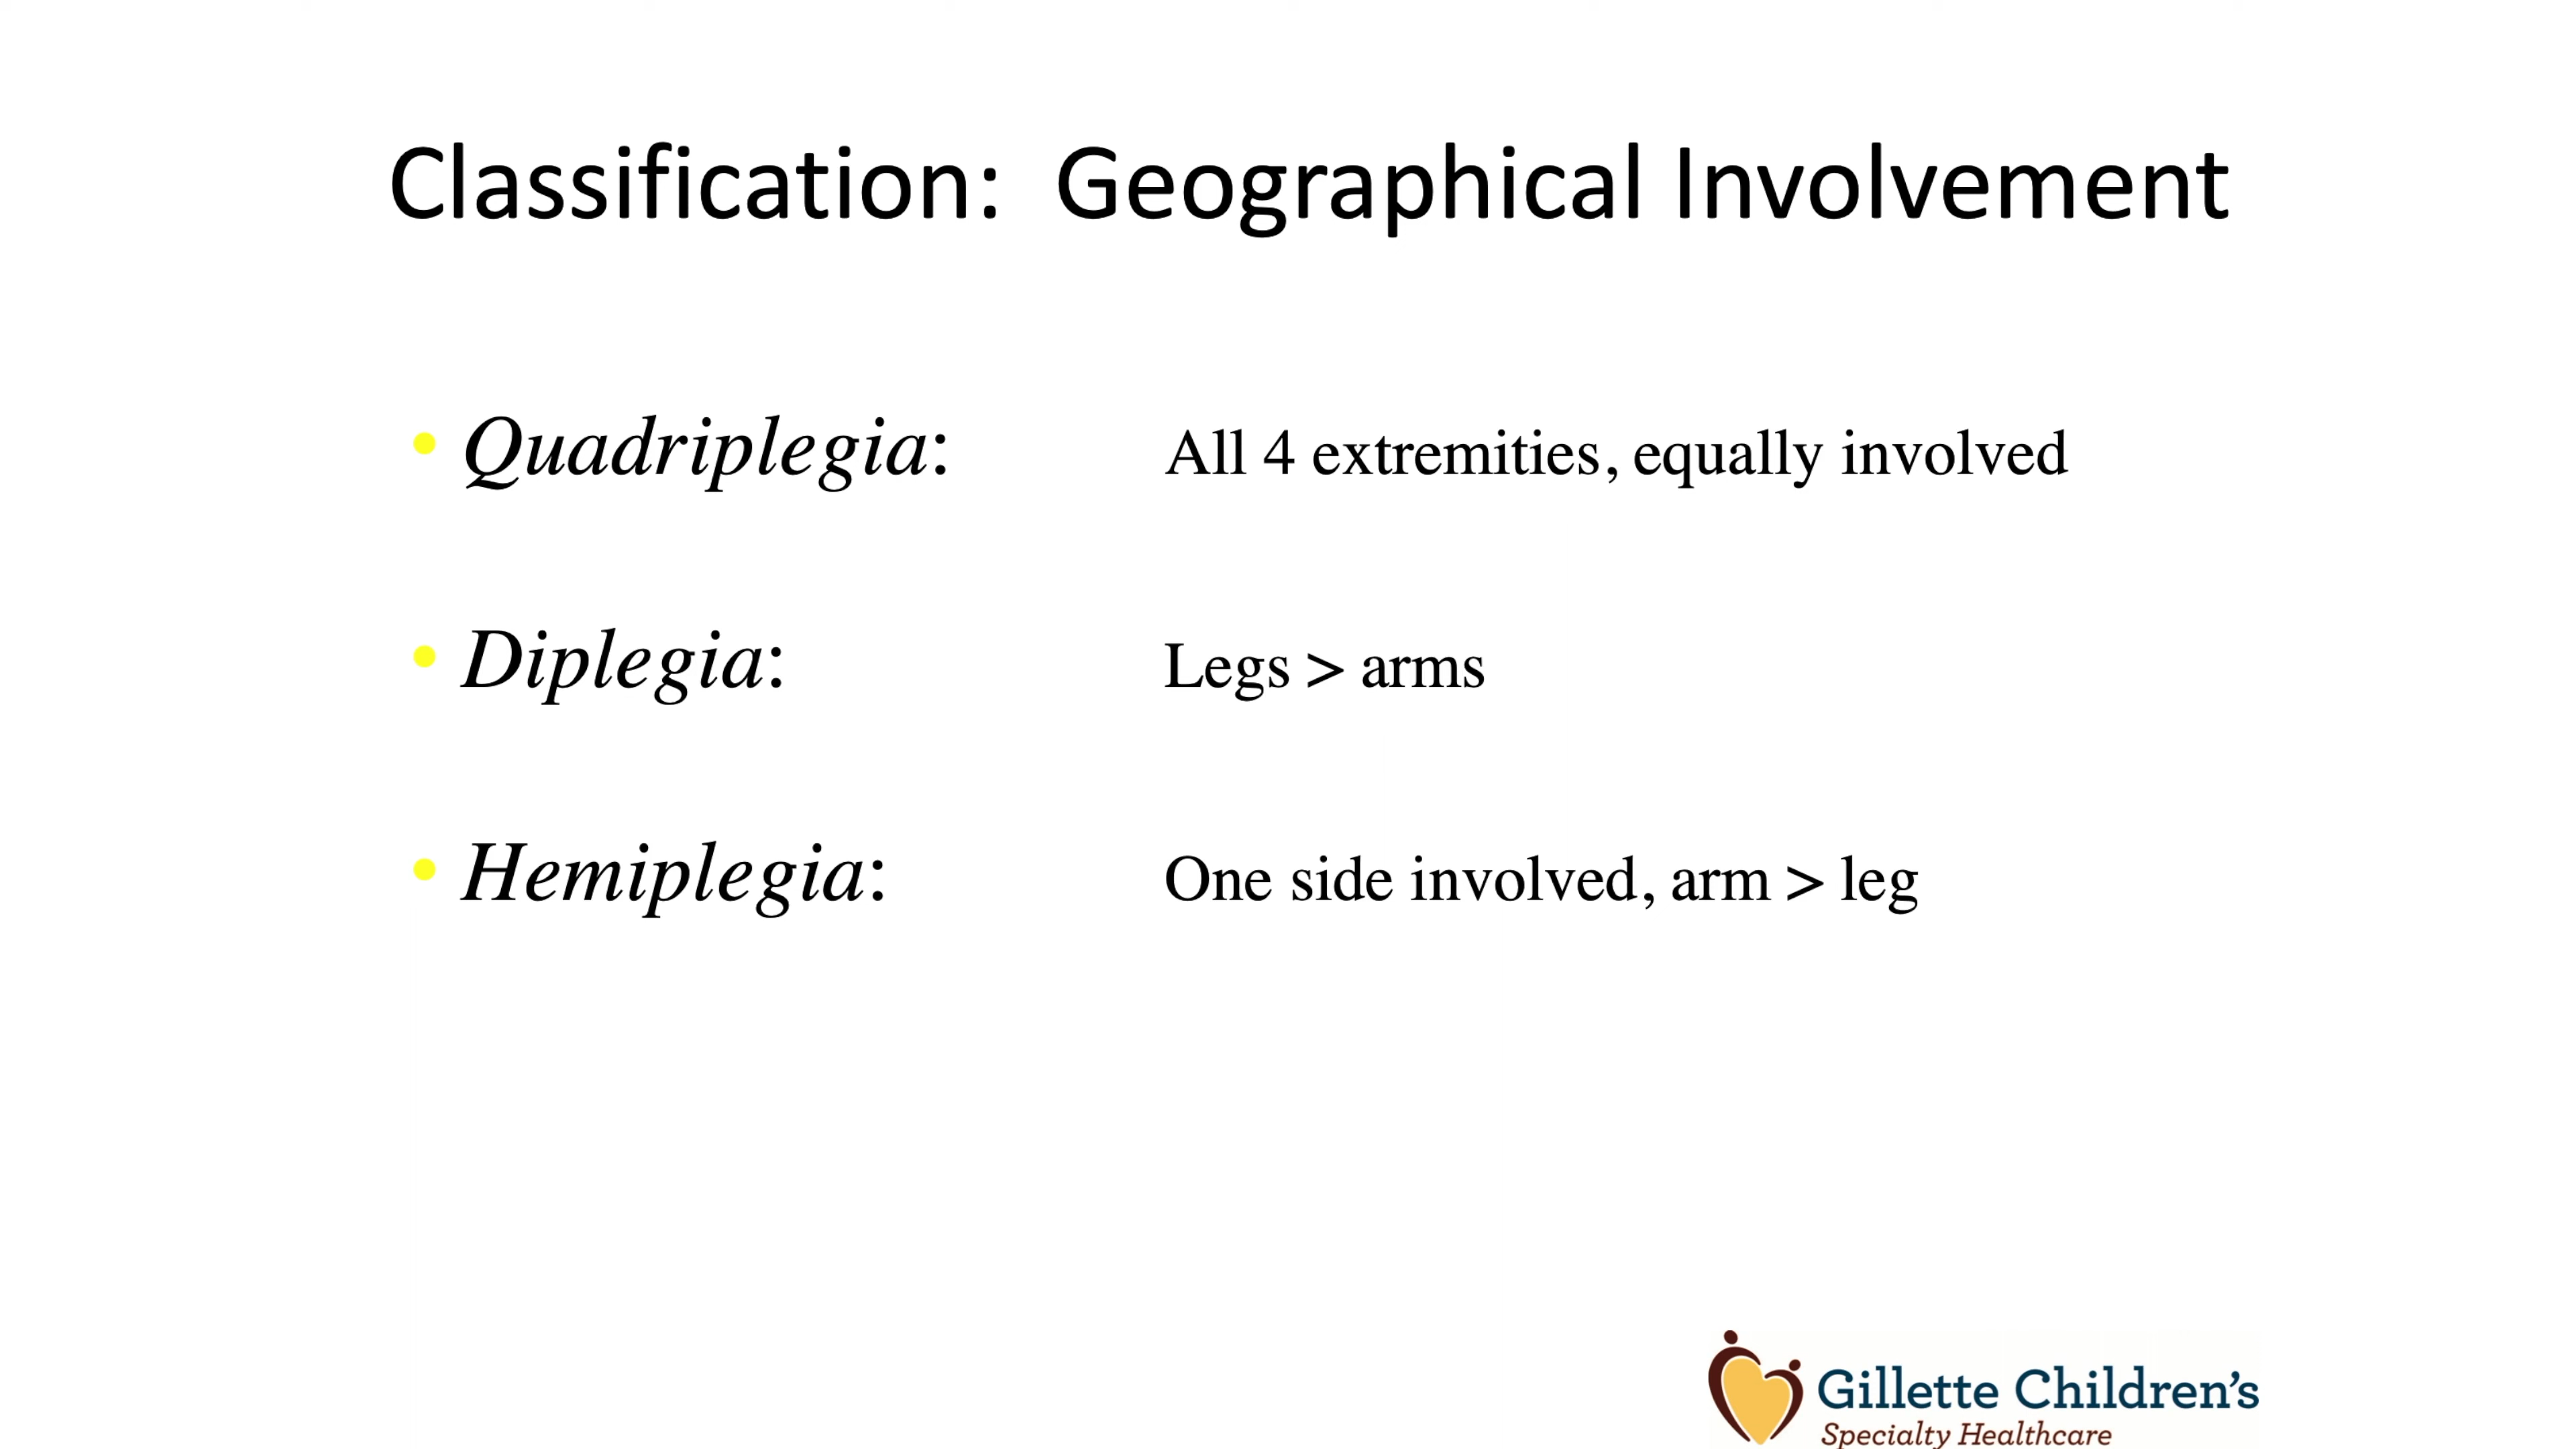 Classification: Geographical Involvement
• Quadriplegia: All 4 extremities, equally involved
• Diplegia: Legs > arms
• Hemiplegia: One side involved, arm > leg
Gillette Children's
Specialty Healthcare